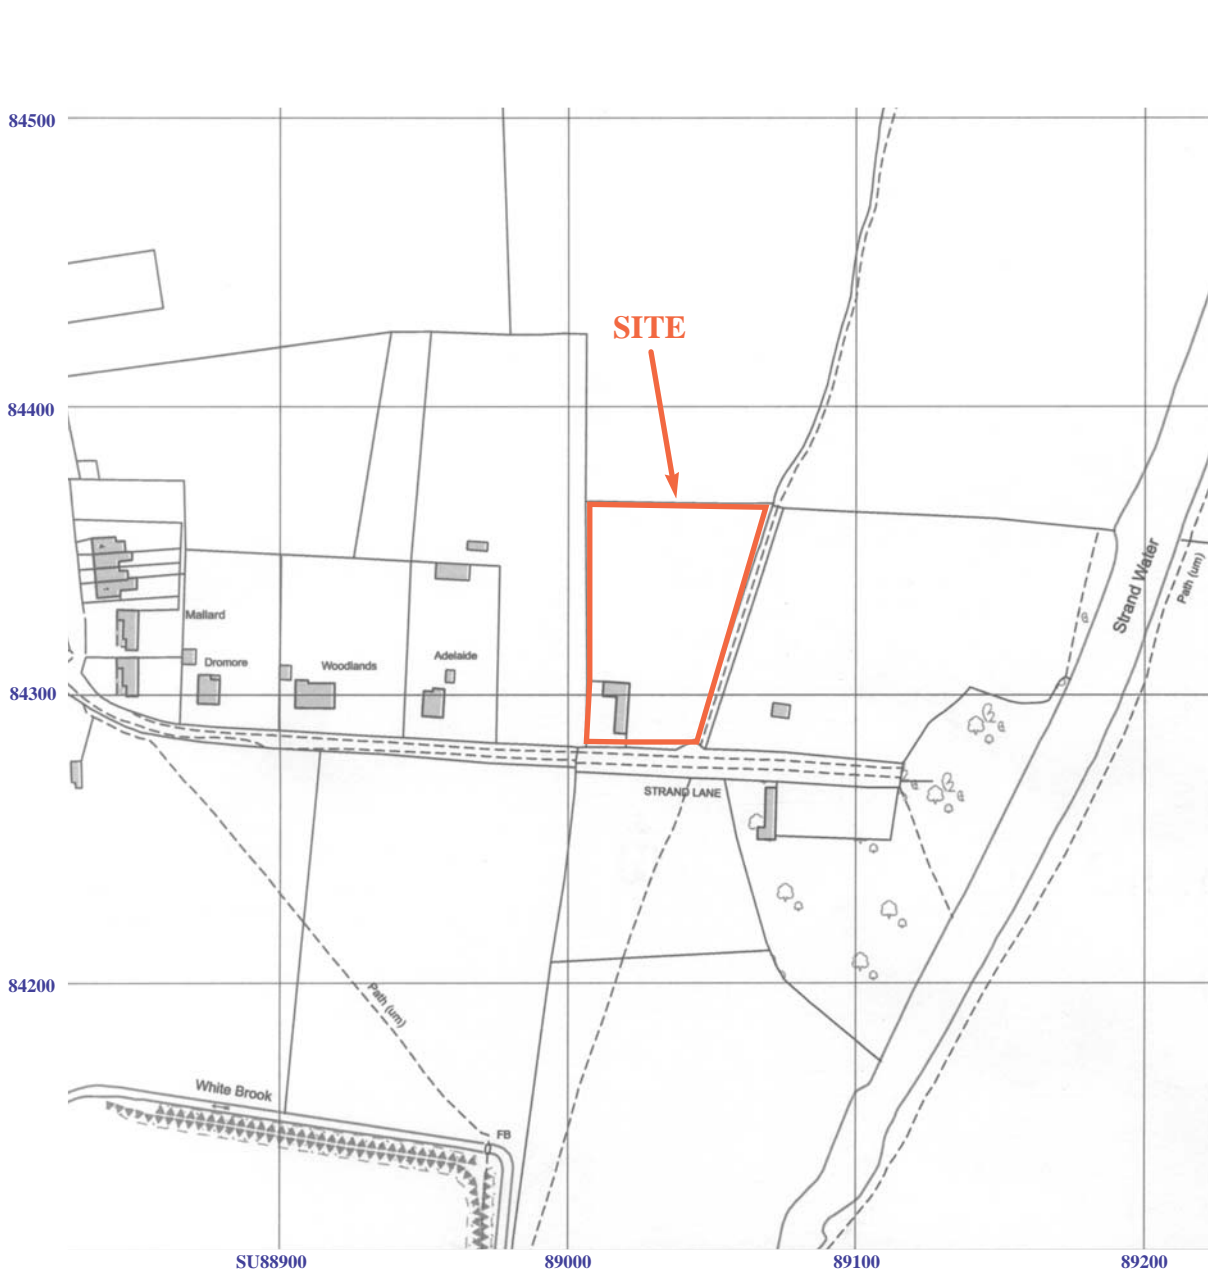 84500
SITE
84400
Strand Water
Path (um)
Mallard
Dromore
Woodlands
Adelaide
84300
STRAND LANE
84200
Path (um)
White Brook
FB
SU88900
89000
89100
89200